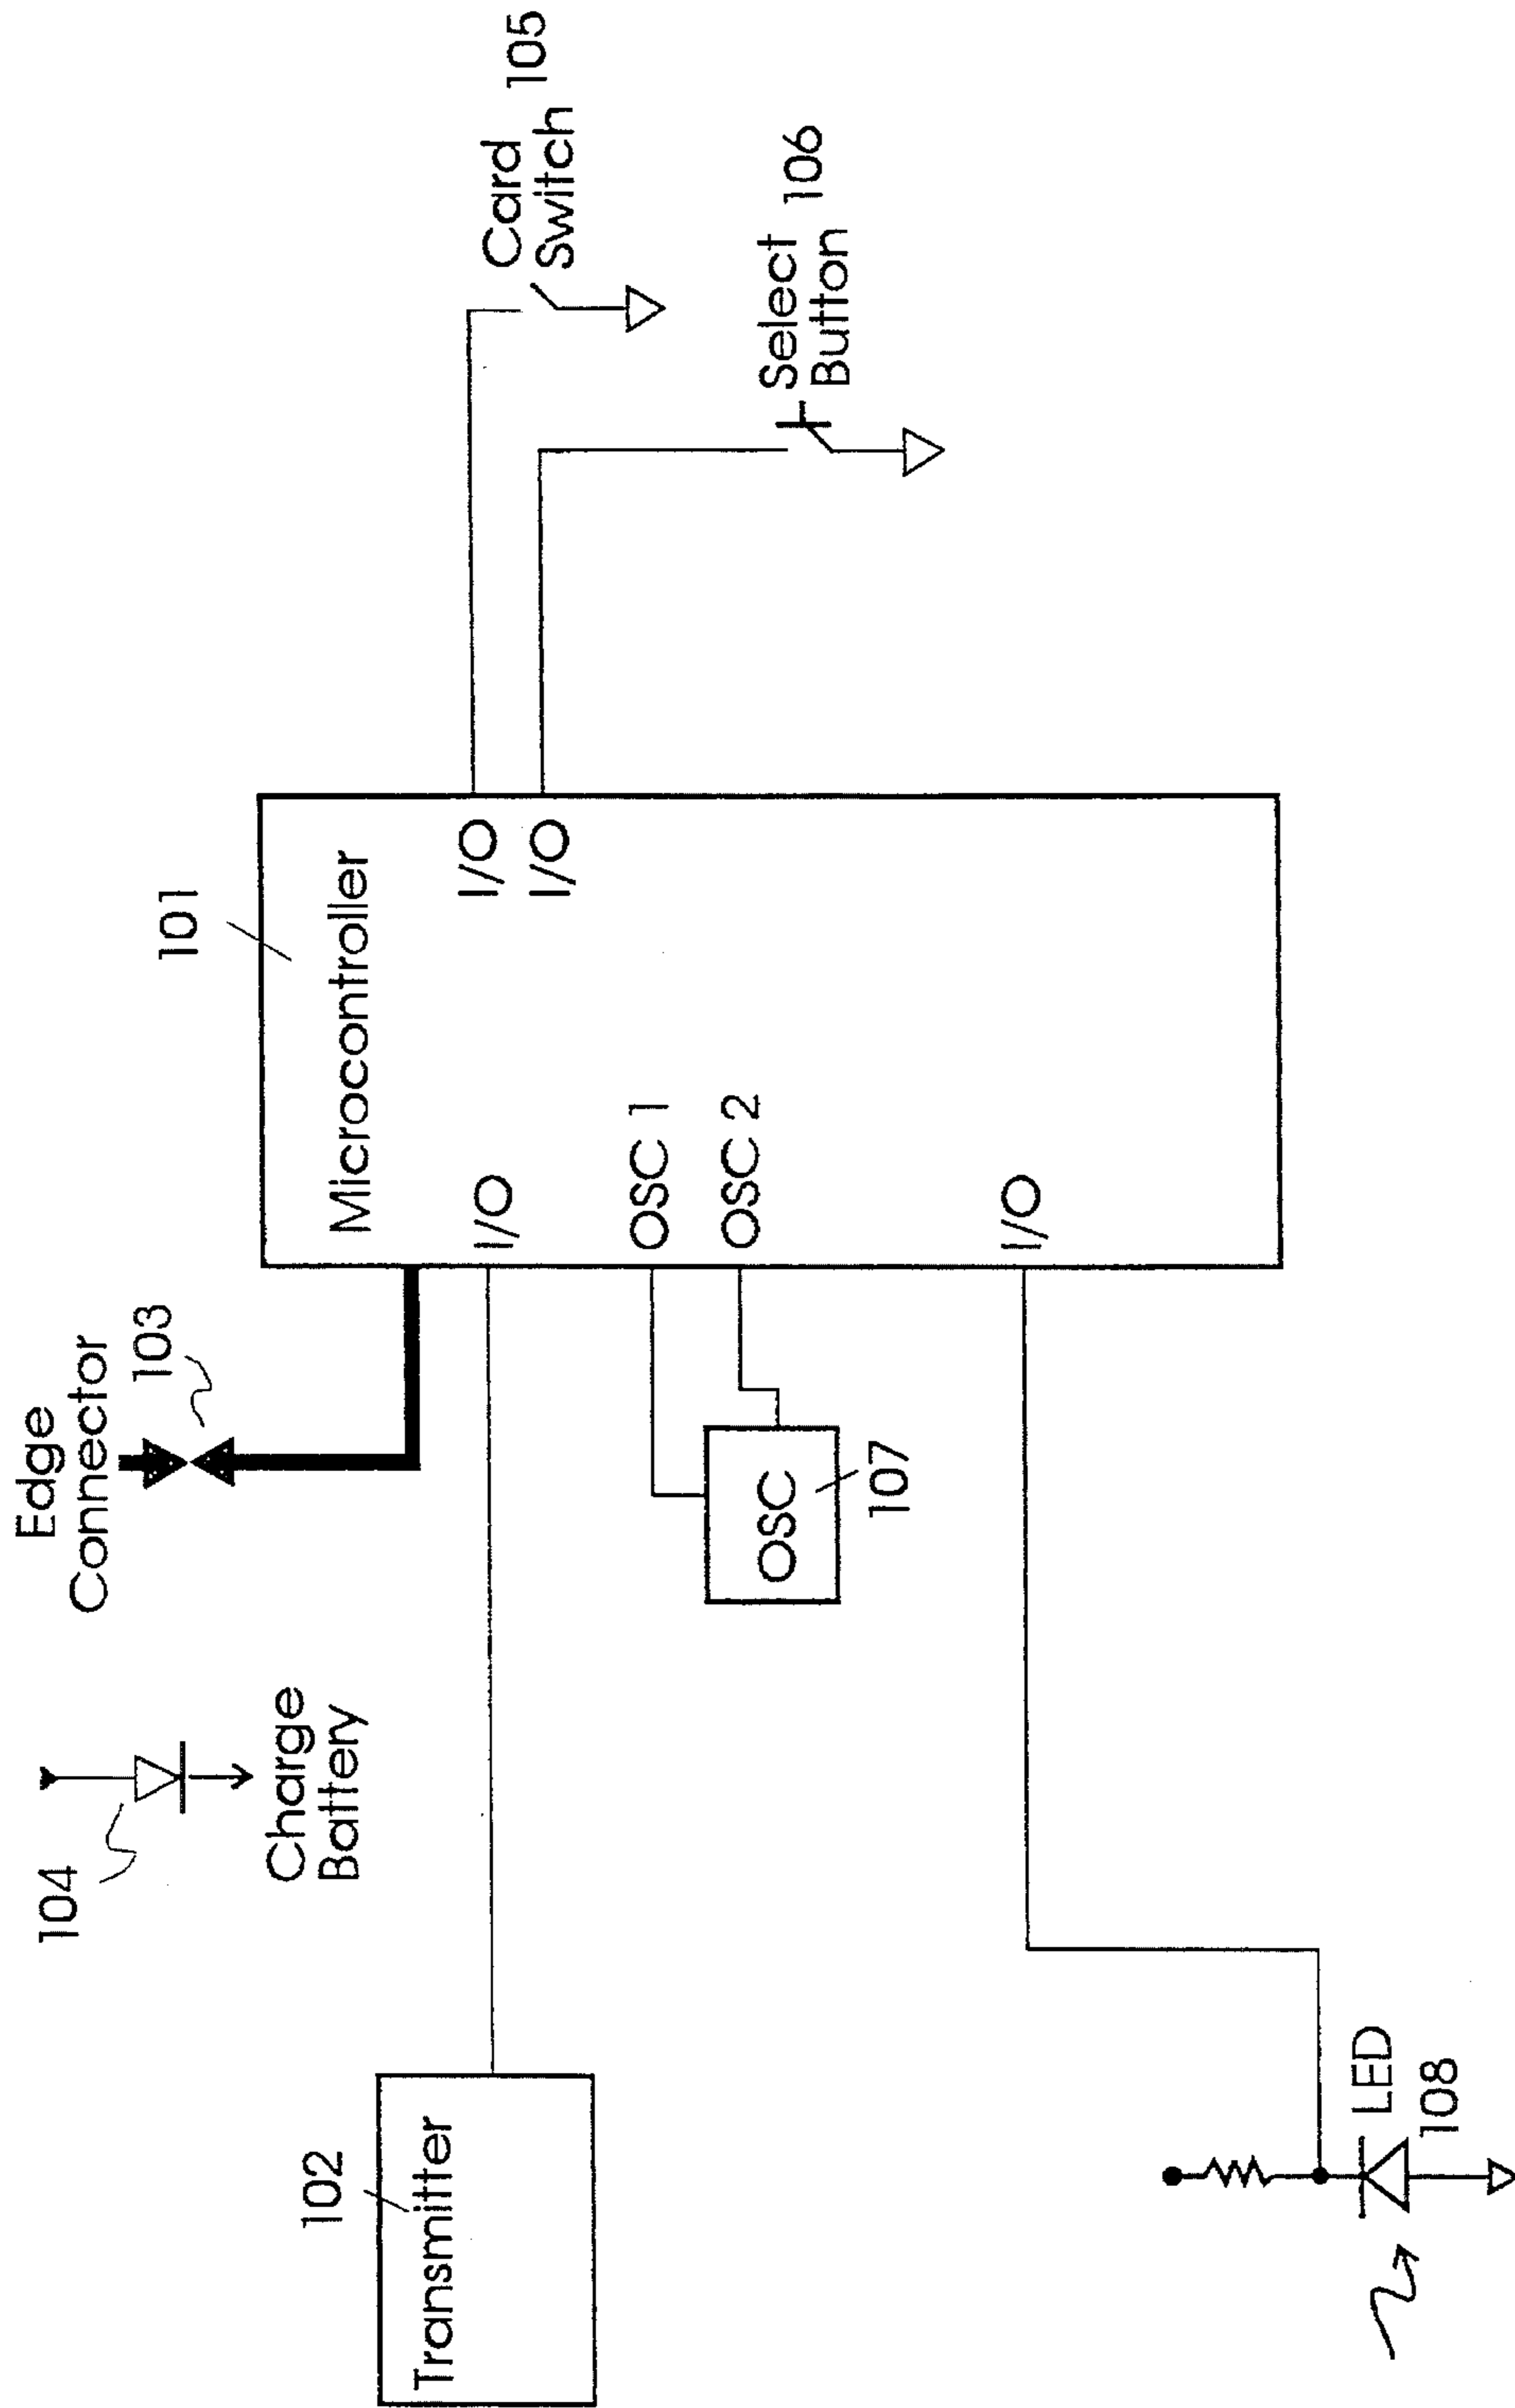 104
Charge
Battery
Edge
Connector
103
101
Microcontroller
102
Transmitter
I/O
I/O
I/O
Card
Switch
105
OSC 1
OSC 2
OSC
107
Select
Button
106
I/O
LED
108